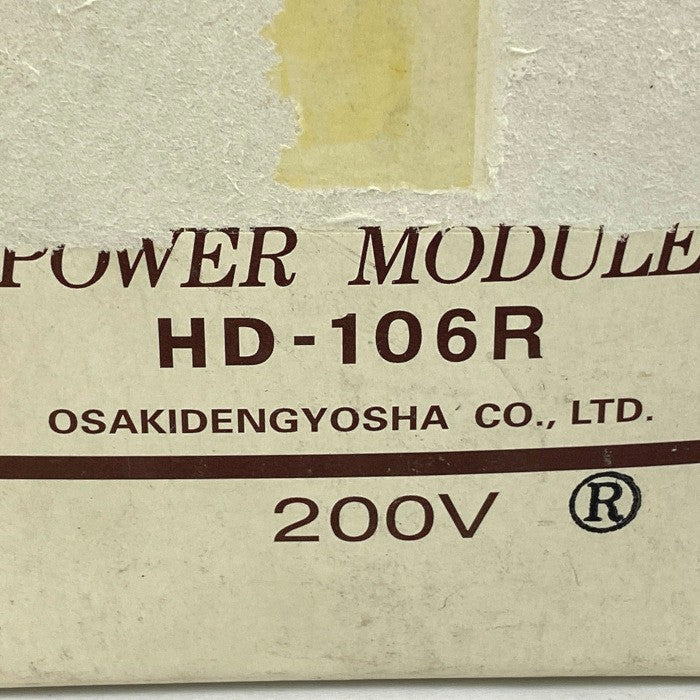 POWER MODULE
HD-106R
OSAKIDENGYOSHA CO., LTD.
200V ®